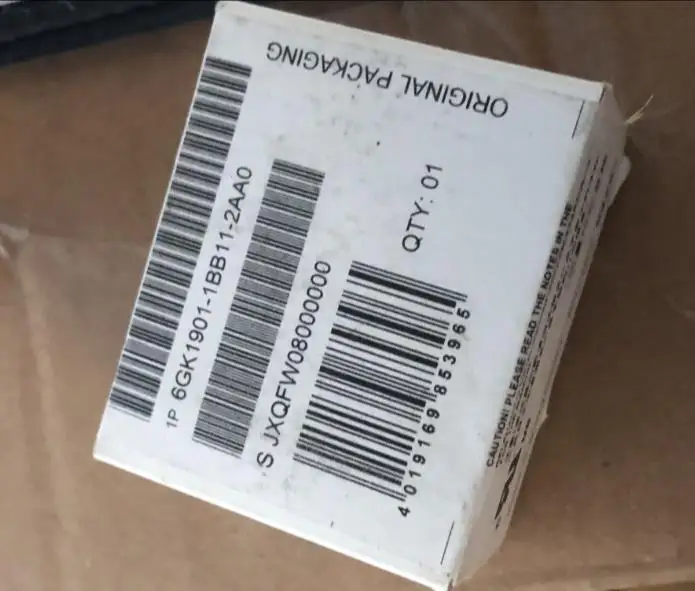 ORIGINAL PACKAGING
1P 6GK1901-1BB11-2AA0
S JXQFW08000000
QTY: 01
4 019169 853965
CAUTION! PLEASE READ THE NOTES IN THE